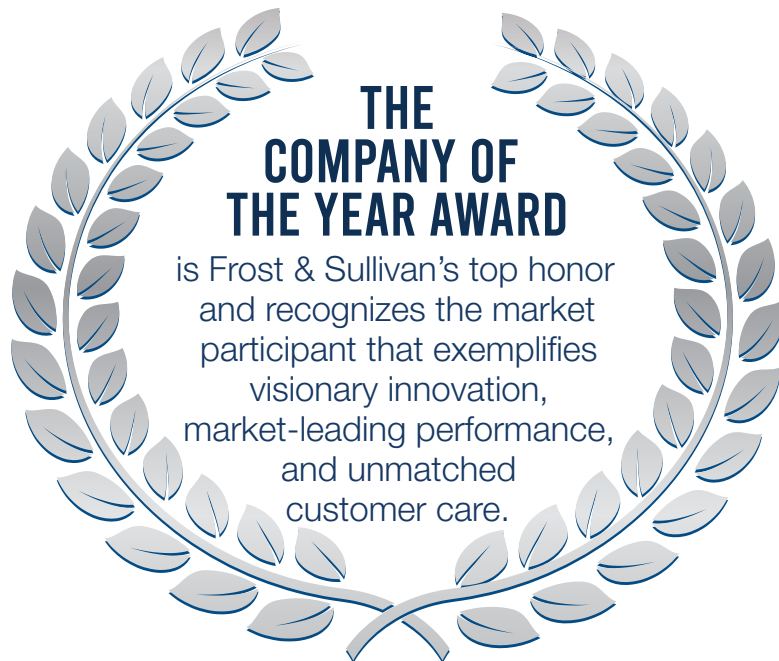 THE
COMPANY OF
THE YEAR AWARD
is Frost & Sullivan’s top honor
and recognizes the market
participant that exemplifies
visionary innovation,
market-leading performance,
and unmatched
customer care.